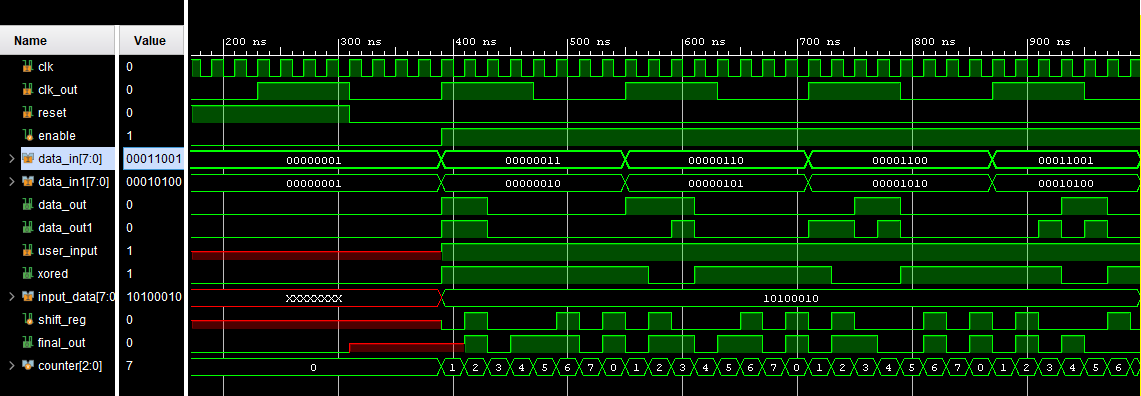 Name Value 200 ns 300 ns 400 ns 500 ns 600 ns 700 ns 800 ns 900 ns
clk 0
clk_out 0
reset 0
enable 1
data_in[7:0] 00011001 00000001 00000011 00000110 00001100 00011001
data_in1[7:0] 00010100 00000001 00000010 00000101 00001010 00010100
data_out 0
data_out1 0
user_input 1
xored 1
input_data[7:0 10100010 XXXXXXXX 10100010
shift_reg 0
final_out 0
counter[2:0] 7 0 1 2 3 4 5 6 7 0 1 2 3 4 5 6 7 0 1 2 3 4 5 6 7 0 1 2 3 4 5 6